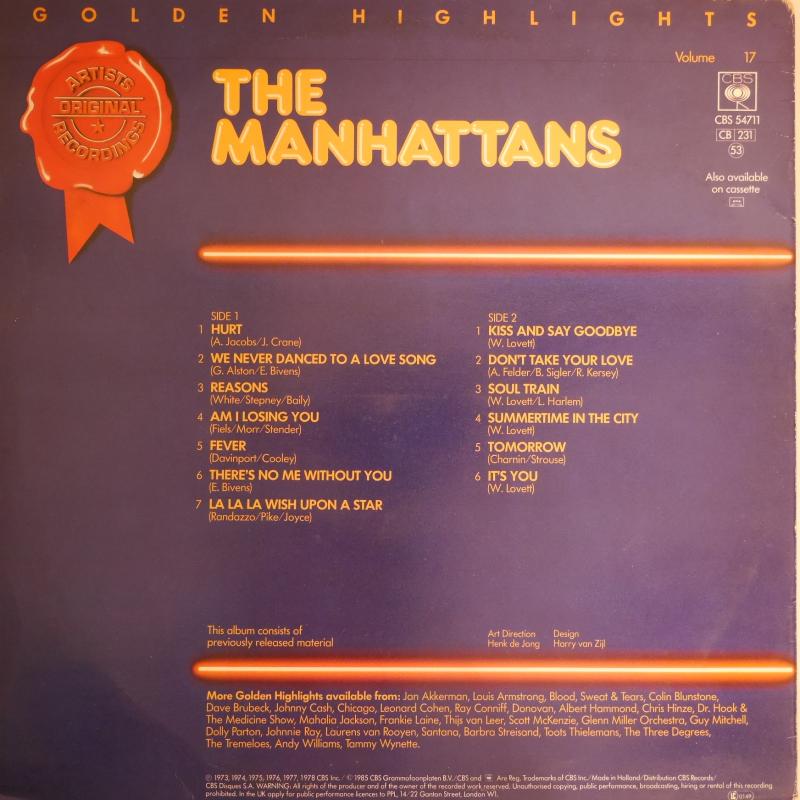 GOLDEN HIGHLIGHTS
Volume 17
ARTISTS
ORIGINAL
RECORDINGS
THE
MANHATTANS
CBS
CBS 54711
CB 231
53
Also available
on cassette
SIDE 1
1 HURT
(A. Jacobs/J. Crane)
2 WE NEVER DANCED TO A LOVE SONG
(G. Alston/E. Bivens)
3 REASONS
(White/Stepney/Baily)
4 AM I LOSING YOU
(Fiels/Morr/Stender)
5 FEVER
(Davinport/Cooley)
6 THERE'S NO ME WITHOUT YOU
(E. Bivens)
7 LA LA LA WISH UPON A STAR
(Randazzo/Pike/Joyce)
SIDE 2
1 KISS AND SAY GOODBYE
(W. Lovett)
2 DON'T TAKE YOUR LOVE
(A. Felder/B. Sigler/R. Kersey)
3 SOUL TRAIN
(W. Lovett/L. Harlem)
4 SUMMERTIME IN THE CITY
(W. Lovett)
5 TOMORROW
(Charnin/Strouse)
6 IT'S YOU
(W. Lovett)
This album consists of
previously released material
Art Direction
Henk de Jong
Design
Harry van Zijl
More Golden Highlights available from: Jan Akkerman, Louis Armstrong, Blood, Sweat & Tears, Colin Blunstone,
Dave Brubeck, Johnny Cash, Chicago, Leonard Cohen, Ray Conniff, Donovan, Albert Hammond, Chris Hinze, Dr. Hook &
The Medicine Show, Mahalia Jackson, Frankie Laine, Thijs van Leer, Scott McKenzie, Glenn Miller Orchestra, Guy Mitchell,
Dolly Parton, Johnnie Ray, Laurens van Rooyen, Santana, Barbra Streisand, Toots Thielemans, The Three Degrees,
The Tremeloes, Andy Williams, Tammy Wynette.
℗ 1973, 1974, 1975, 1976, 1977, 1978 CBS Inc./ © 1985 CBS Grammofoonplaten B.V./CBS and Are Reg. Trademarks of CBS Inc./Made in Holland/Distribution CBS Records/
CBS Disques S.A. WARNING: All rights of the producer and of the owner of the recorded work reserved. Unauthorised copying, public performance, broadcasting, hiring or rental of this recording
prohibited. In the UK apply for public performance licences to PPL, 14/22 Ganton Street, London W1.